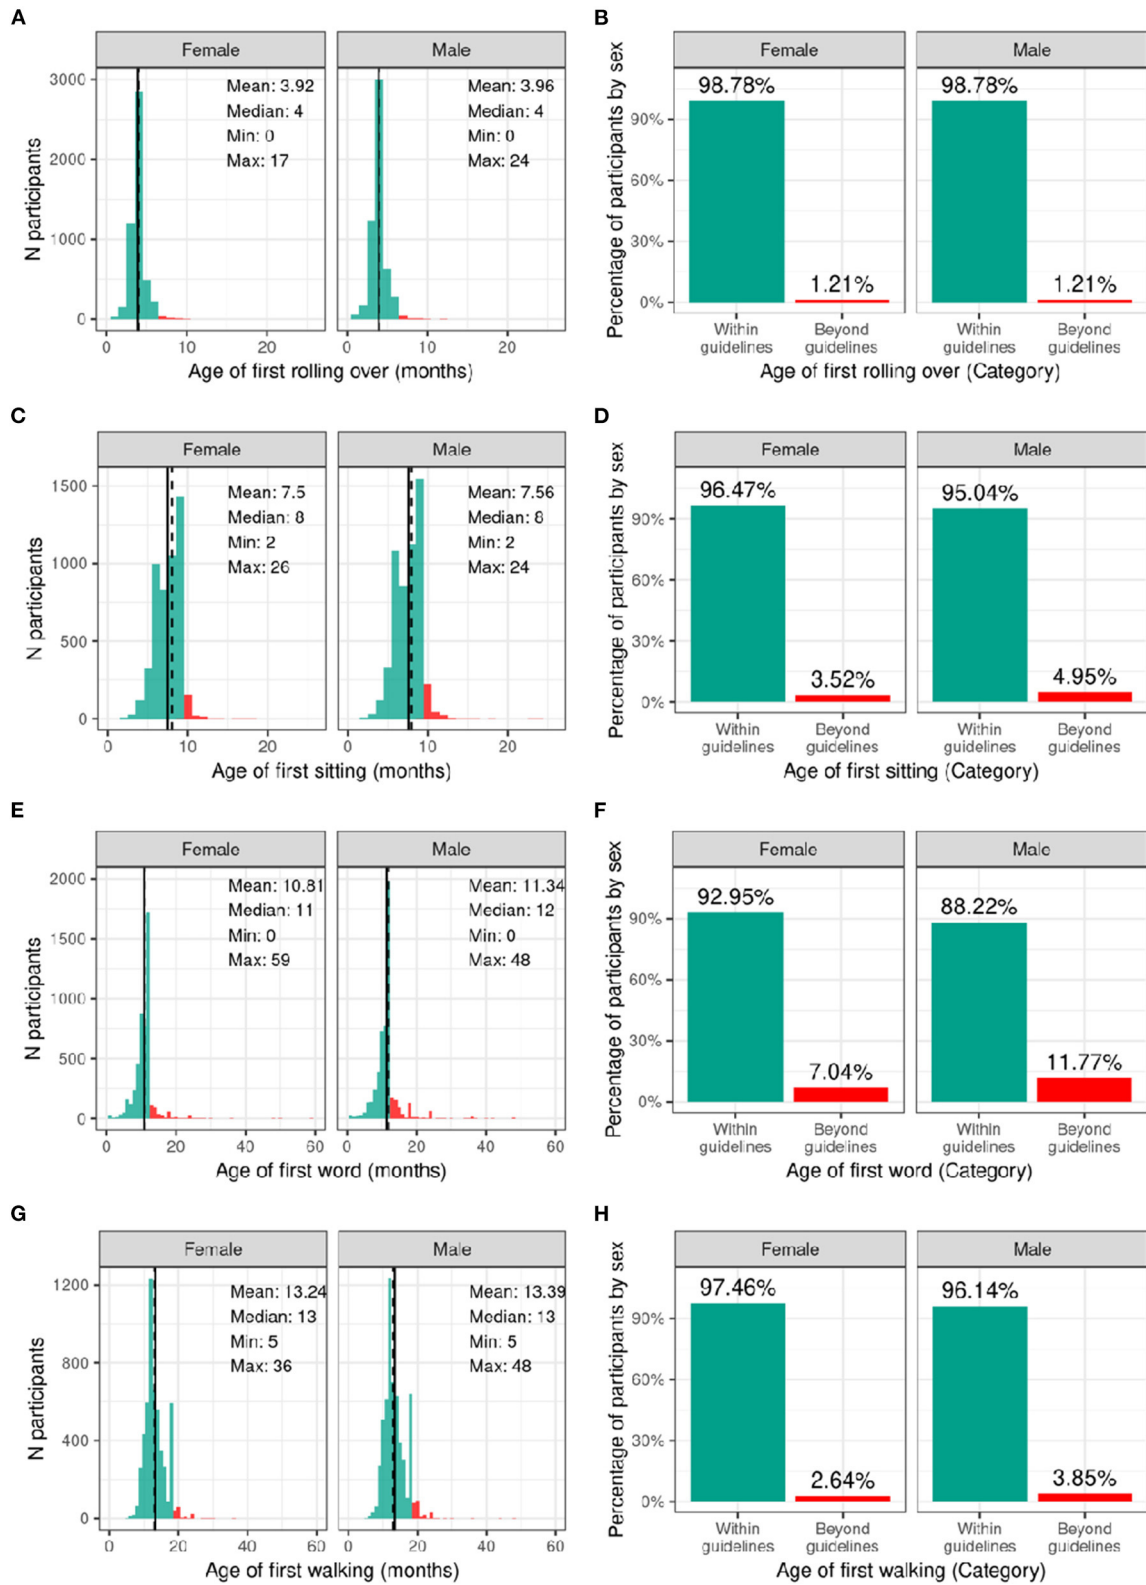 A
Female
Male
N participants
3000
2000
1000
0
Mean: 3.92
Median: 4
Min: 0
Max: 17
Mean: 3.96
Median: 4
Min: 0
Max: 24
0
10
20
0
10
20
Age of first rolling over (months)
B
Female
Male
Percentage of participants by sex
90%
60%
30%
0%
98.78%
1.21%
98.78%
1.21%
Within guidelines
Beyond guidelines
Within guidelines
Beyond guidelines
Age of first rolling over (Category)
C
Female
Male
N participants
1500
1000
500
0
Mean: 7.5
Median: 8
Min: 2
Max: 26
Mean: 7.56
Median: 8
Min: 2
Max: 24
0
10
20
0
10
20
Age of first sitting (months)
D
Female
Male
Percentage of participants by sex
90%
60%
30%
0%
96.47%
3.52%
95.04%
4.95%
Within guidelines
Beyond guidelines
Within guidelines
Beyond guidelines
Age of first sitting (Category)
E
Female
Male
N participants
2000
1500
1000
500
0
Mean: 10.81
Median: 11
Min: 0
Max: 59
Mean: 11.34
Median: 12
Min: 0
Max: 48
0
20
40
60
0
20
40
60
Age of first word (months)
F
Female
Male
Percentage of participants by sex
90%
60%
30%
0%
92.95%
7.04%
88.22%
11.77%
Within guidelines
Beyond guidelines
Within guidelines
Beyond guidelines
Age of first word (Category)
G
Female
Male
N participants
1200
800
400
0
Mean: 13.24
Median: 13
Min: 5
Max: 36
Mean: 13.39
Median: 13
Min: 5
Max: 48
0
20
40
60
0
20
40
60
Age of first walking (months)
H
Female
Male
Percentage of participants by sex
90%
60%
30%
0%
97.46%
2.64%
96.14%
3.85%
Within guidelines
Beyond guidelines
Within guidelines
Beyond guidelines
Age of first walking (Category)